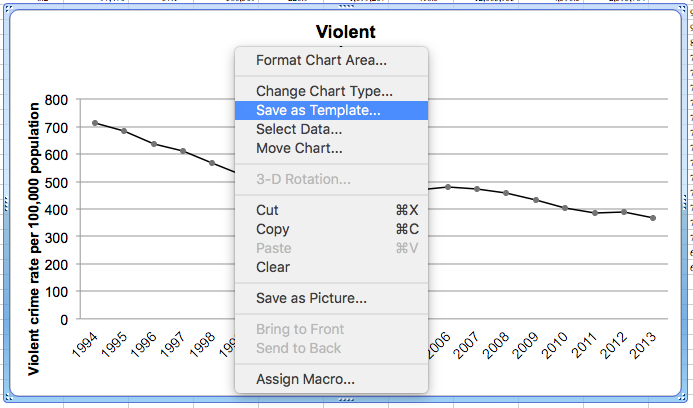 Violent
Format Chart Area...
Change Chart Type...
Save as Template...
Select Data...
Move Chart...
3-D Rotation...
Cut ⌘X
Copy ⌘C
Paste ⌘V
Clear
Save as Picture...
Bring to Front
Send to Back
Assign Macro...
Violent crime rate per 100,000 population
800
700
600
500
400
300
200
100
0
1994
1995
1996
1997
1998
2006
2007
2008
2009
2010
2011
2012
2013